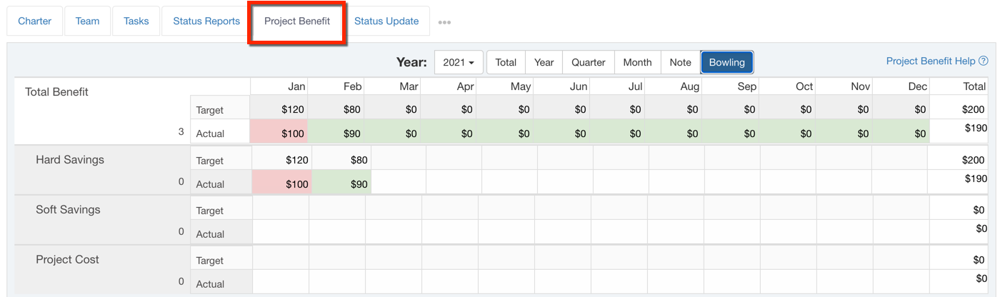 Charter Team Tasks Status Reports Project Benefit Status Update •••
Year: 2021 Total Year Quarter Month Note Bowling Project Benefit Help ?
Total Benefit Jan Feb Mar Apr May Jun Jul Aug Sep Oct Nov Dec Total
Target $120 $80 $0 $0 $0 $0 $0 $0 $0 $0 $0 $0 $200
3 Actual $100 $90 $0 $0 $0 $0 $0 $0 $0 $0 $0 $0 $190
Hard Savings Target $120 $80 $200
0 Actual $100 $90 $190
Soft Savings Target $0
0 Actual $0
Project Cost Target $0
0 Actual $0